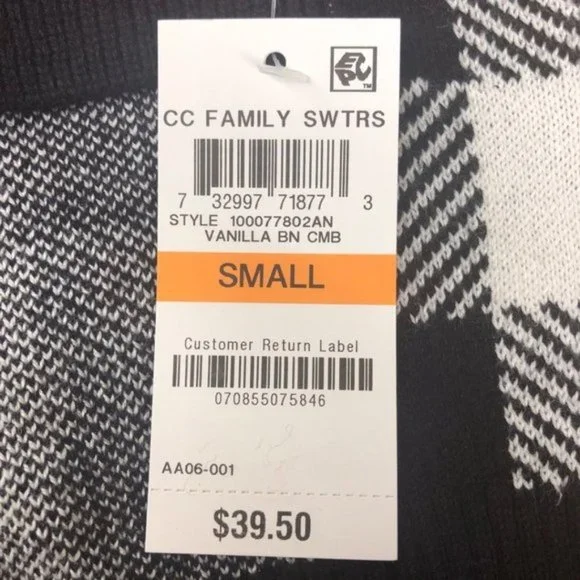 EPC™
CC FAMILY SWTRS
7 32997 71877 3
STYLE 100077802AN
VANILLA BN CMB
SMALL
Customer Return Label
070855075846
AA06-001
$39.50